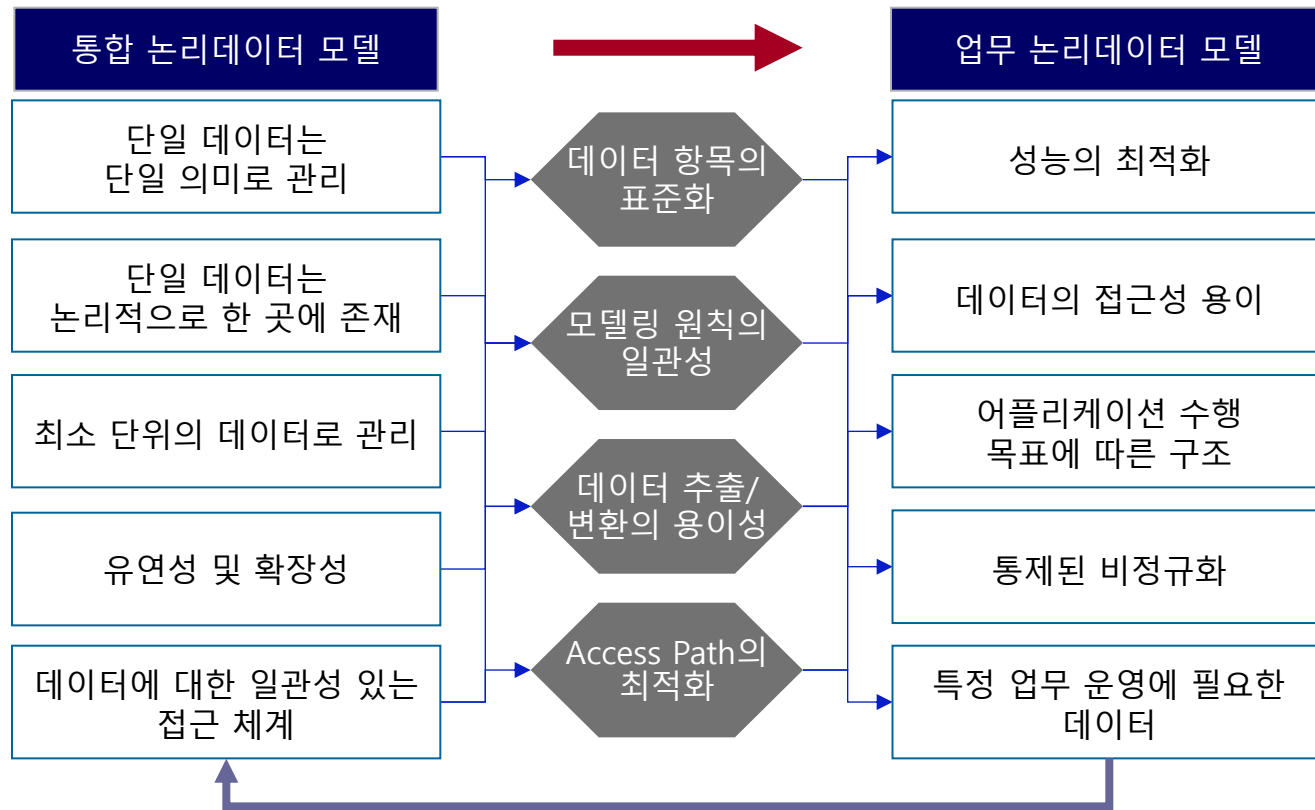 통합 논리데이터 모델
업무 논리데이터 모델
단일 데이터는
단일 의미로 관리
단일 데이터는
논리적으로 한 곳에 존재
최소 단위의 데이터로 관리
유연성 및 확장성
데이터에 대한 일관성 있는
접근 체계
데이터 항목의
표준화
모델링 원칙의
일관성
데이터 추출/
변환의 용이성
Access Path의
최적화
성능의 최적화
데이터의 접근성 용이
어플리케이션 수행
목표에 따른 구조
통제된 비정규화
특정 업무 운영에 필요한
데이터